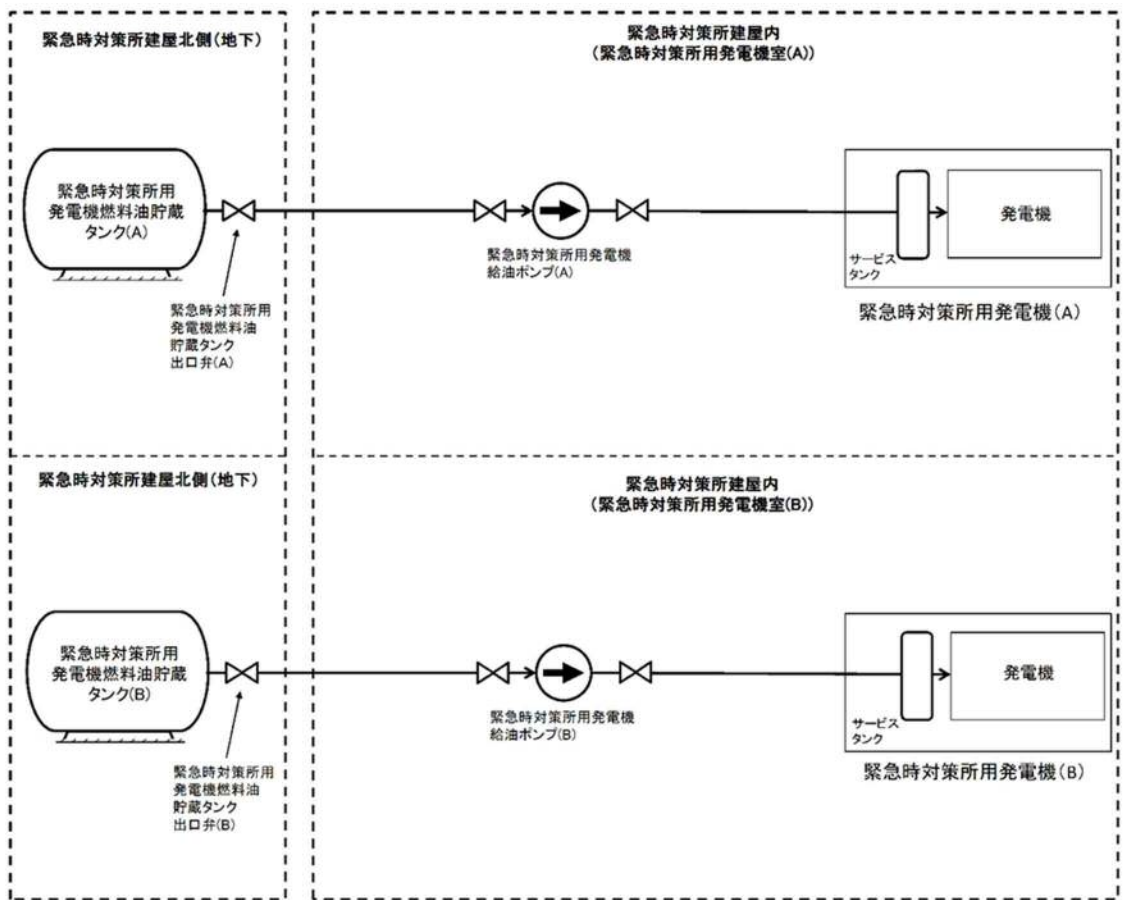 緊急時対策所建屋北側(地下)
緊急時対策所建屋内
(緊急時対策所用発電機室(A))
緊急時対策所用
発電機燃料油貯蔵
タンク(A)
緊急時対策所用
発電機燃料油
貯蔵タンク
出口弁(A)
緊急時対策所用発電機
給油ポンプ(A)
サービス
タンク
発電機
緊急時対策所用発電機(A)
緊急時対策所建屋北側(地下)
緊急時対策所建屋内
(緊急時対策所用発電機室(B))
緊急時対策所用
発電機燃料油貯蔵
タンク(B)
緊急時対策所用
発電機燃料油
貯蔵タンク
出口弁(B)
緊急時対策所用発電機
給油ポンプ(B)
サービス
タンク
発電機
緊急時対策所用発電機(B)